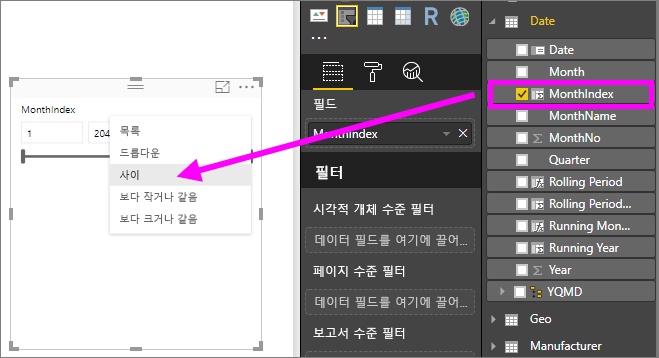 MonthIndex
1
204
목록
드롭다운
사이
보다 작거나 같음
보다 크거나 같음
R
필드
MonthIndex
필터
시각적 개체 수준 필터
데이터 필드를 여기에 끌어...
페이지 수준 필터
데이터 필드를 여기에 끌어...
보고서 수준 필터
Date
Date
Month
MonthIndex
MonthName
MonthNo
Quarter
Rolling Period
Rolling Period...
Running Mon...
Running Year
Year
YQMD
Geo
Manufacturer